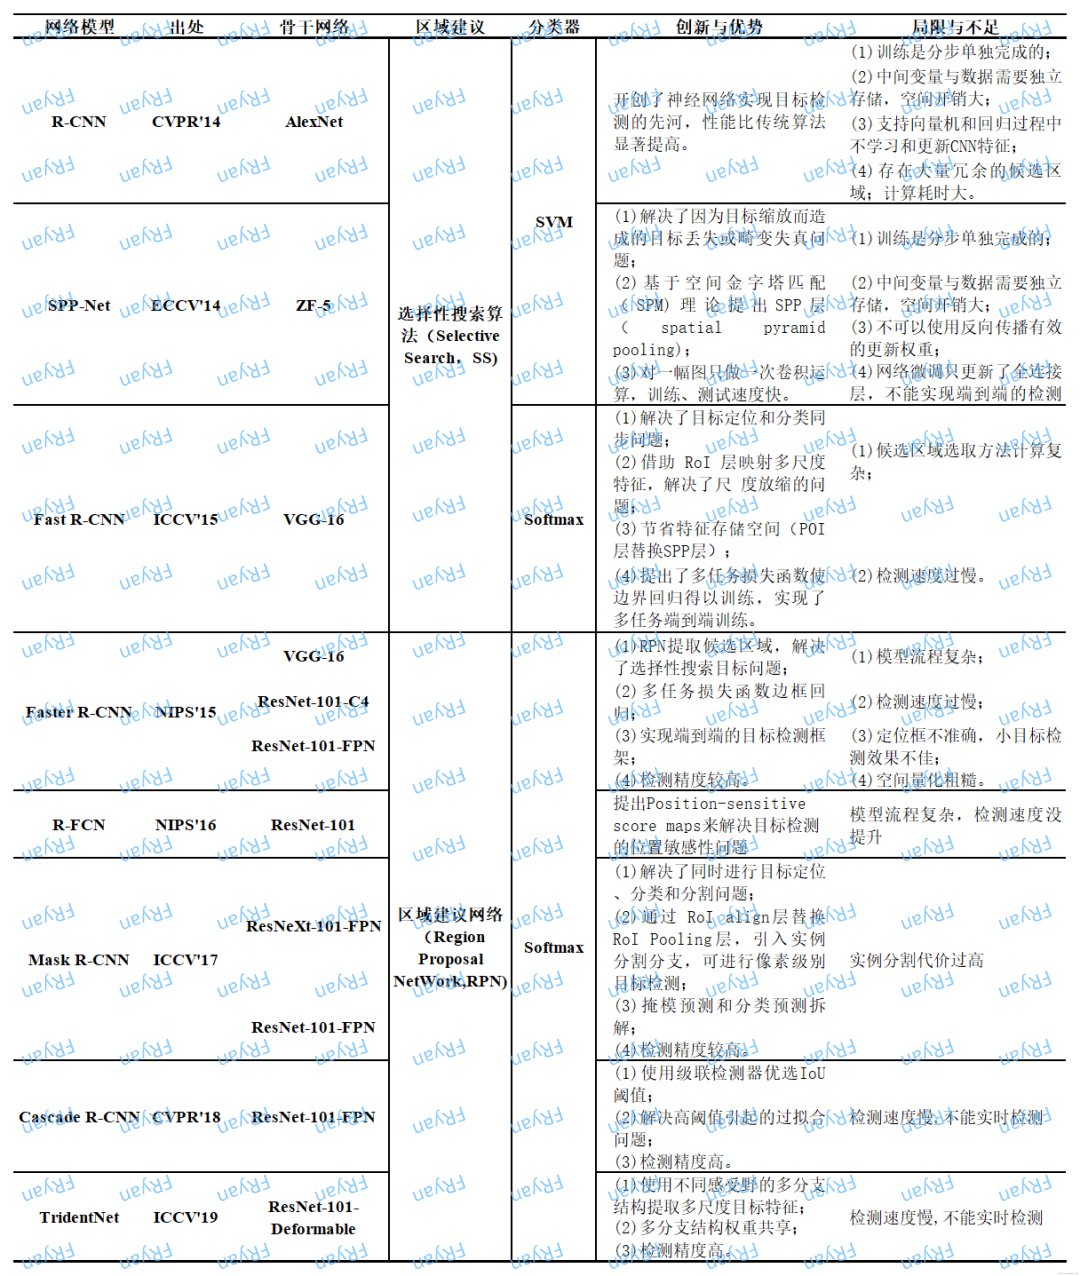 网络模型 出处 骨干网络 区域建议 分类器 创新与优势 局限与不足
R-CNN CVPR'14 AlexNet
开创了神经网络实现目标检
测的先河，性能比传统算法
显著提高。
(1)训练是分步单独完成的；
(2)中间变量与数据需要独立
存储，空间开销大；
(3)支持向量机和回归过程中
不学习和更新CNN特征；
(4)存在大量冗余的候选区
域；计算耗时大。
SVM
SPP-Net ECCV'14 ZF-5
选择性搜索算
法（Selective
Search，SS)
(1)解决了因为目标缩放而造
成的目标丢失或畸变失真问
题；
(2)基于空间金字塔匹配
（SPM)理论提出SPP层
（ spatial pyramid
pooling)；
(3)对一幅图只做一次卷积运
算，训练、测试速度快。
(1)训练是分步单独完成的；
(2)中间变量与数据需要独立
存储，空间开销大；
(3)不可以使用反向传播有效
的更新权重；
(4)网络微调只更新了全连接
层，不能实现端到端的检测
Fast R-CNN ICCV'15 VGG-16 Softmax
(1)解决了目标定位和分类同
步问题；
(2)借助 RoI 层映射多尺度
特征，解决了尺 度放缩的问
题；
(3)节省特征存储空间（POI
层替换SPP层）；
(4)提出了多任务损失函数使
边界回归得以训练，实现了
多任务端到端训练。
(1)候选区域选取方法计算复
杂；
(2)检测速度过慢。
Faster R-CNN NIPS'15
VGG-16
ResNet-101-C4
ResNet-101-FPN
(1)RPN提取候选区域，解决
了选择性搜索目标问题；
(2)多任务损失函数边框回
归；
(3)实现端到端的目标检测框
架；
(4)检测精度较高。
(1)模型流程复杂；
(2)检测速度过慢；
(3)定位框不准确，小目标检
测效果不佳；
(4)空间量化粗糙。
R-FCN NIPS'16 ResNet-101
提出Position-sensitive
score maps来解决目标检测
的位置敏感性问题
模型流程复杂，检测速度没
提升
区域建议网络
（Region
Proposal
NetWork,RPN)
Softmax
Mask R-CNN ICCV'17
ResNeXt-101-FPN
ResNet-101-FPN
(1)解决了同时进行目标定位
、分类和分割问题；
(2)通过 RoI align层替换
RoI Pooling层，引入实例
分割分支，可进行像素级别
目标检测；
(3)掩模预测和分类预测拆
解；
(4)检测精度较高。
实例分割代价过高
Cascade R-CNN CVPR'18 ResNet-101-FPN
(1)使用级联检测器优选IoU
阈值；
(2)解决高阈值引起的过拟合
问题；
(3)检测精度高。
检测速度慢,不能实时检测
TridentNet ICCV'19
ResNet-101-
Deformable
(1)使用不同感受野的多分支
结构提取多尺度目标特征；
(2)多分支结构权重共享；
(3)检测精度高。
检测速度慢,不能实时检测